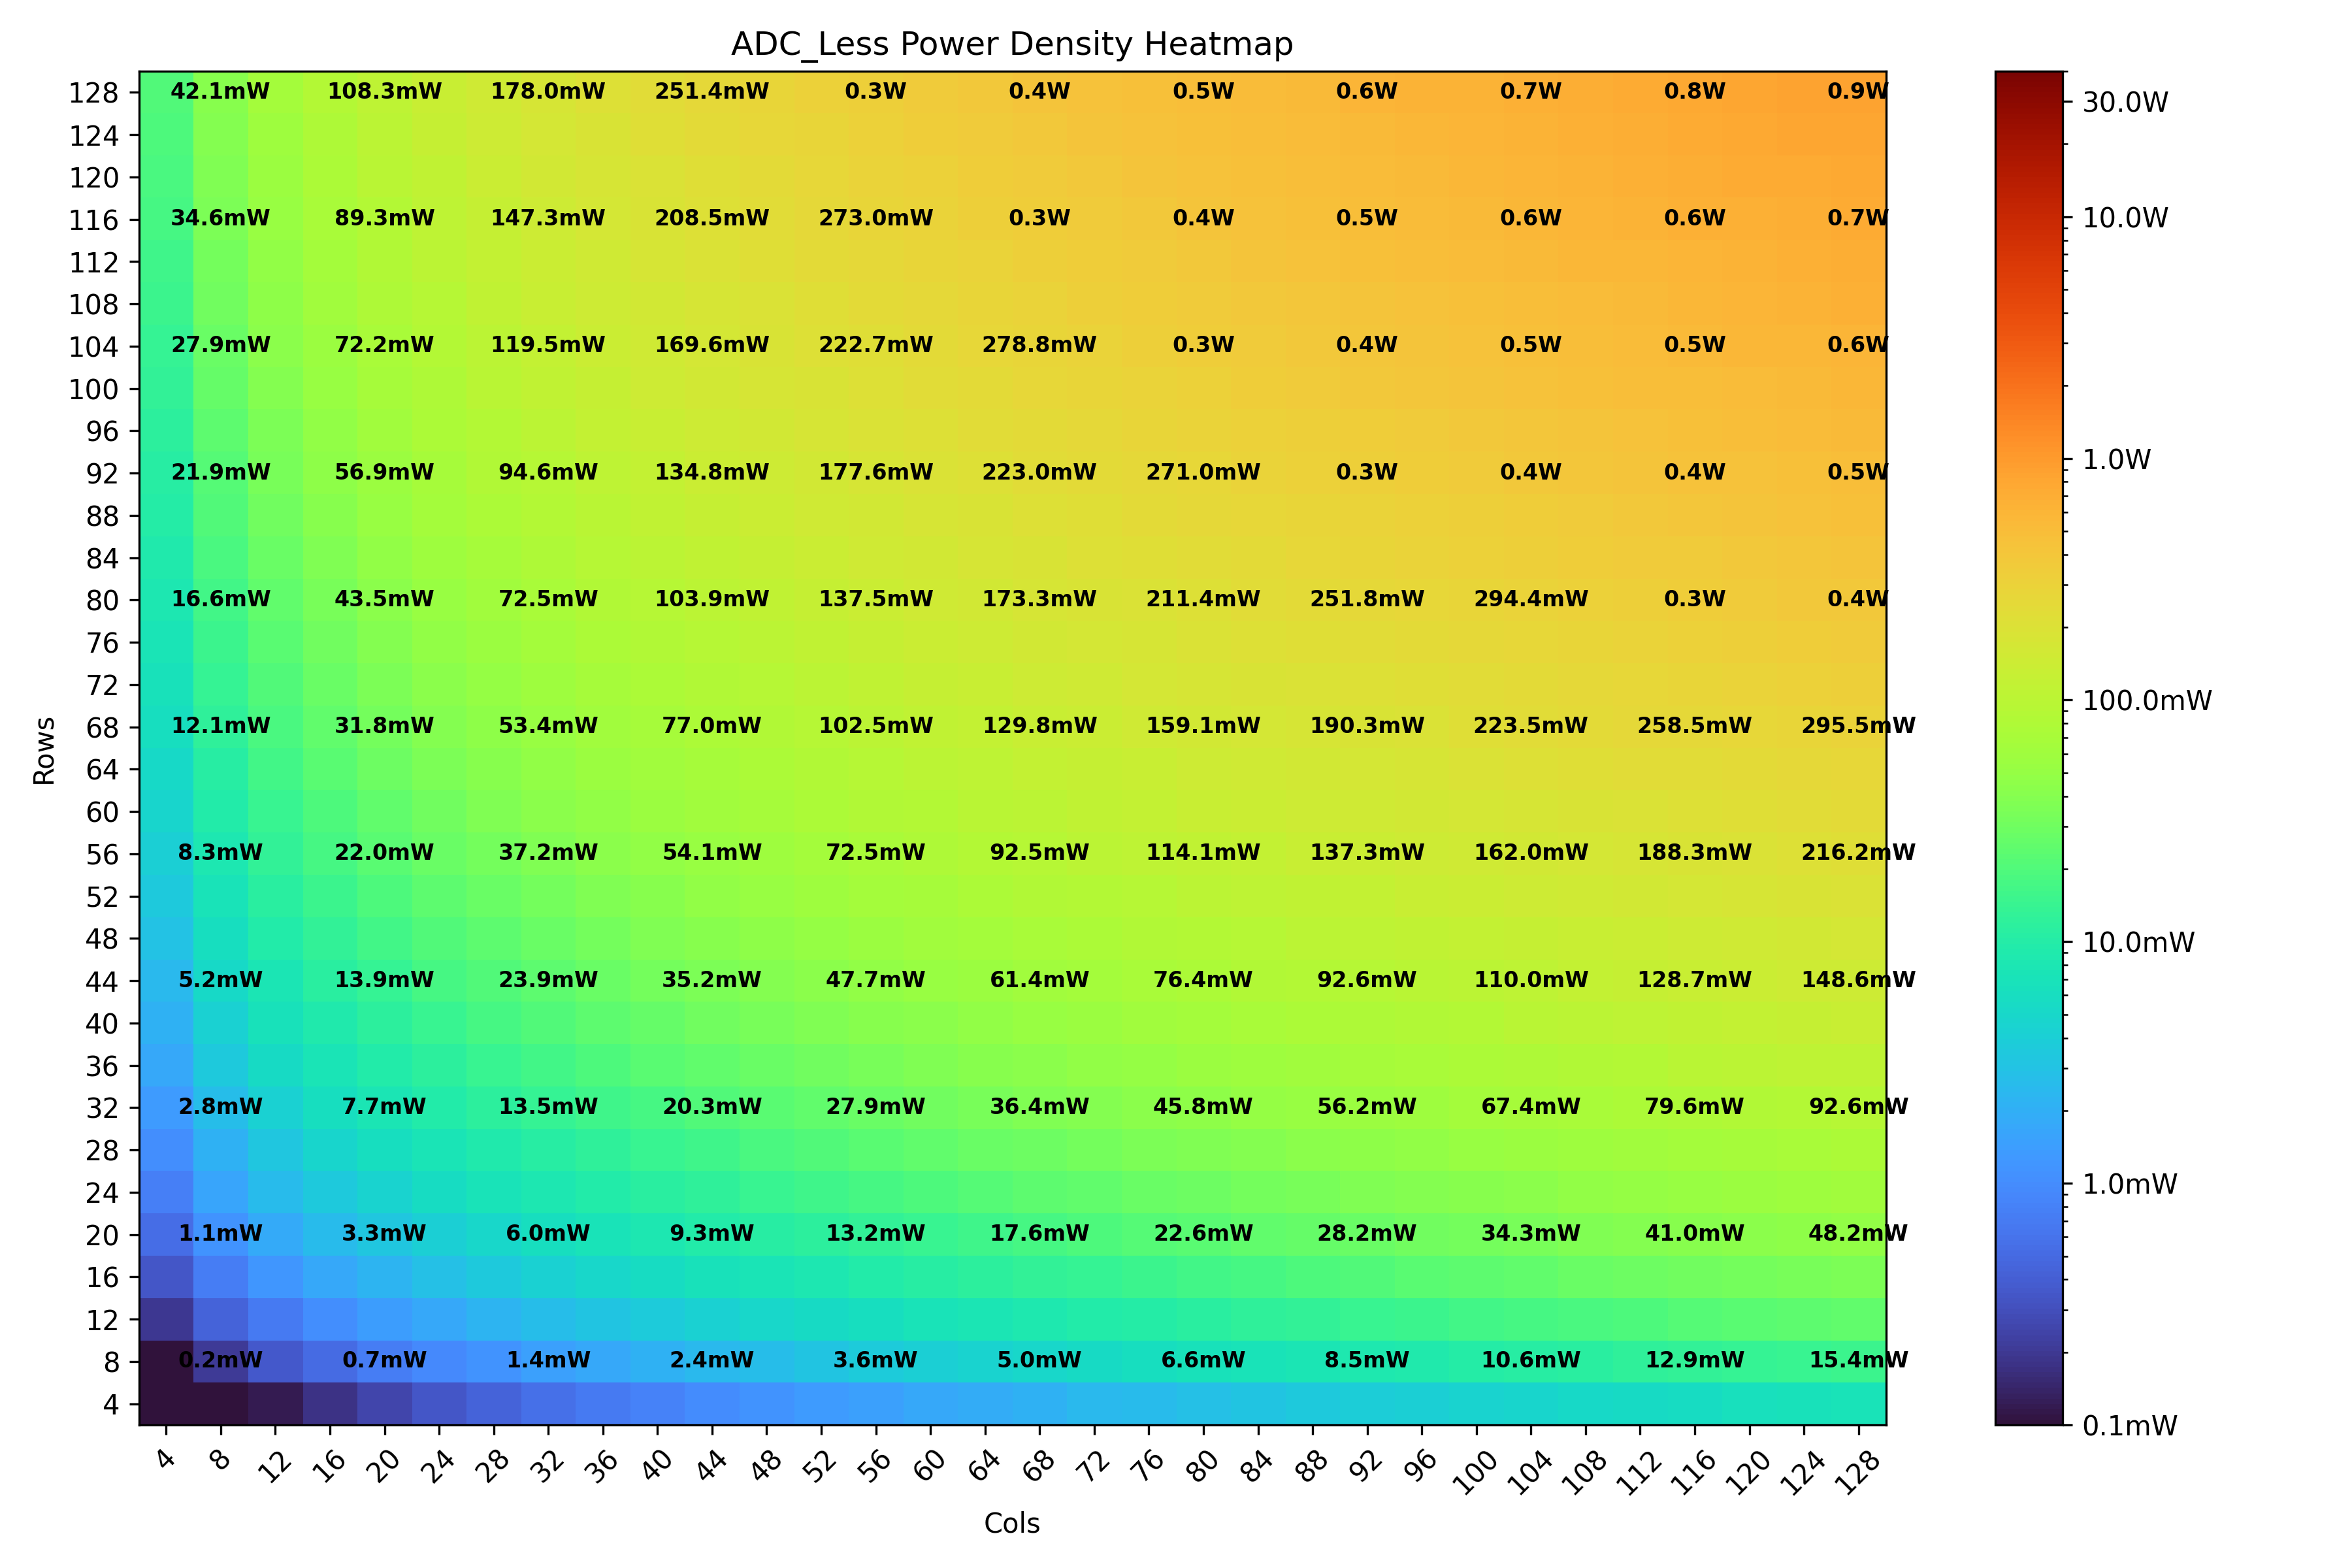 ADC_Less Power Density Heatmap
128 42.1mW 108.3mW 178.0mW 251.4mW 0.3W 0.4W 0.5W 0.6W 0.7W 0.8W 0.9W
124
120
116 34.6mW 89.3mW 147.3mW 208.5mW 273.0mW 0.3W 0.4W 0.5W 0.6W 0.6W 0.7W
112
108
104 27.9mW 72.2mW 119.5mW 169.6mW 222.7mW 278.8mW 0.3W 0.4W 0.5W 0.5W 0.6W
100
96
92 21.9mW 56.9mW 94.6mW 134.8mW 177.6mW 223.0mW 271.0mW 0.3W 0.4W 0.4W 0.5W
88
84
80 16.6mW 43.5mW 72.5mW 103.9mW 137.5mW 173.3mW 211.4mW 251.8mW 294.4mW 0.3W 0.4W
76
72
68 12.1mW 31.8mW 53.4mW 77.0mW 102.5mW 129.8mW 159.1mW 190.3mW 223.5mW 258.5mW 295.5mW
64
60
56 8.3mW 22.0mW 37.2mW 54.1mW 72.5mW 92.5mW 114.1mW 137.3mW 162.0mW 188.3mW 216.2mW
52
48
44 5.2mW 13.9mW 23.9mW 35.2mW 47.7mW 61.4mW 76.4mW 92.6mW 110.0mW 128.7mW 148.6mW
40
36
32 2.8mW 7.7mW 13.5mW 20.3mW 27.9mW 36.4mW 45.8mW 56.2mW 67.4mW 79.6mW 92.6mW
28
24
20 1.1mW 3.3mW 6.0mW 9.3mW 13.2mW 17.6mW 22.6mW 28.2mW 34.3mW 41.0mW 48.2mW
16
12
8 0.2mW 0.7mW 1.4mW 2.4mW 3.6mW 5.0mW 6.6mW 8.5mW 10.6mW 12.9mW 15.4mW
4
Rows
4 8 12 16 20 24 28 32 36 40 44 48 52 56 60 64 68 72 76 80 84 88 92 96 100 104 108 112 116 120 124 128
Cols
30.0W
10.0W
1.0W
100.0mW
10.0mW
1.0mW
0.1mW